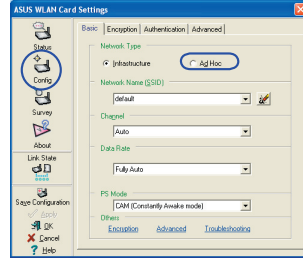 ASUS WLAN Card Settings
Status
Config
Survey
About
Link State
Save Configuration
Apply
OK
Cancel
Help
Basic Encryption Authentication Advanced
Network Type
Infrastructure Ad Hoc
Network Name (SSID)
default
Channel
Auto
Data Rate
Fully Auto
PS Mode
CAM (Constantly Awake mode)
Others
Encryption Advanced Troubleshooting